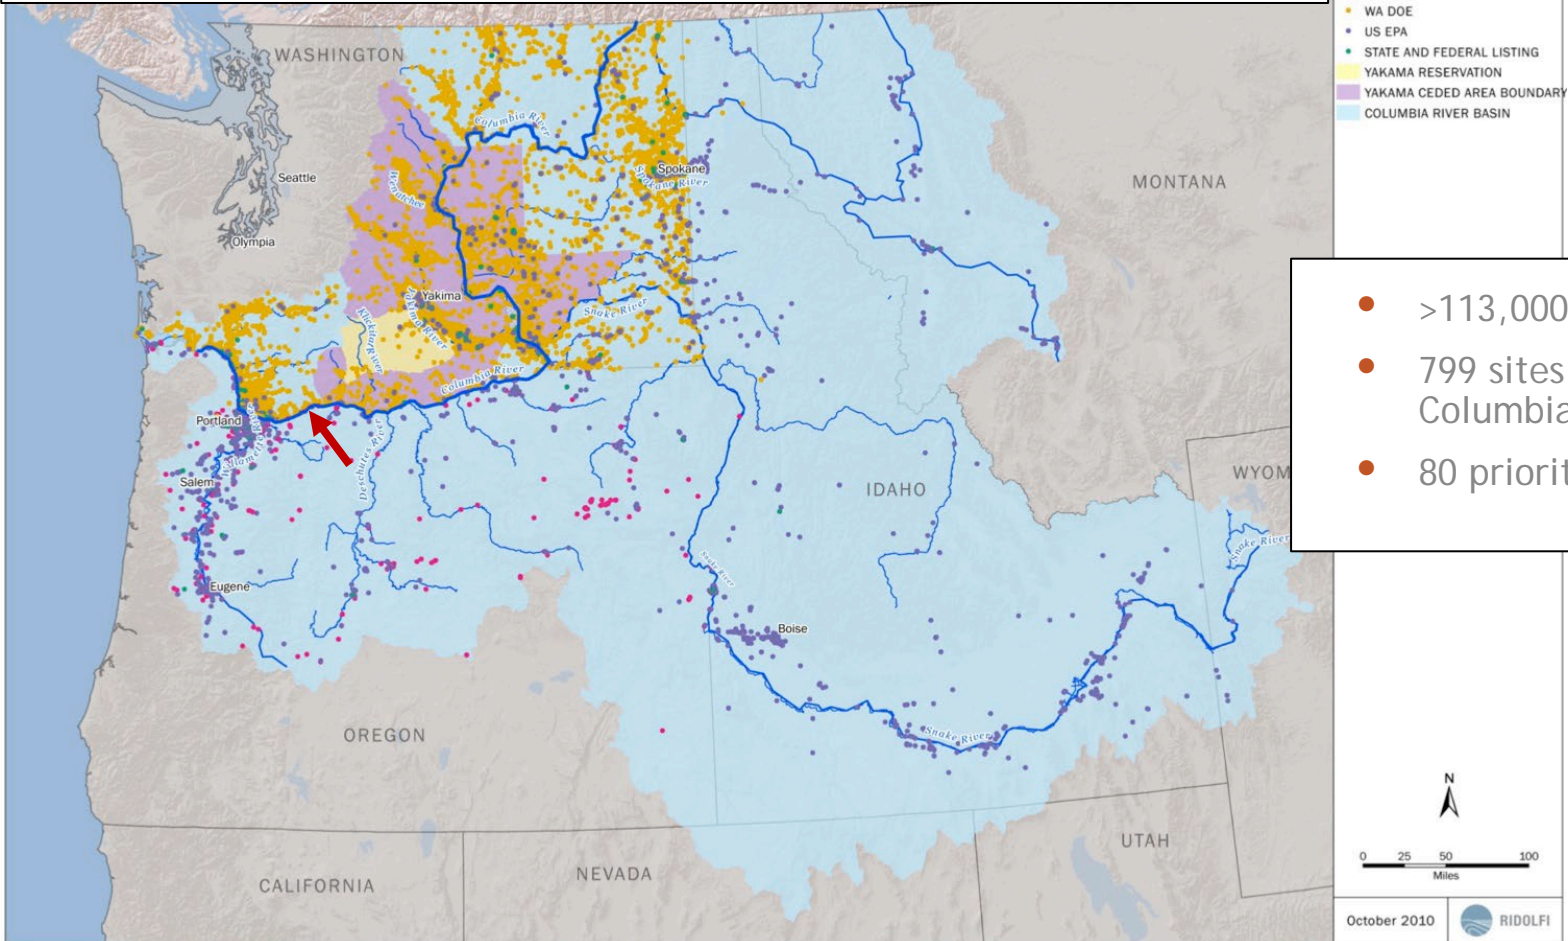 WA DOE
US EPA
STATE AND FEDERAL LISTING
YAKAMA RESERVATION
YAKAMA CEDED AREA BOUNDARY
COLUMBIA RIVER BASIN
WASHINGTON
Columbia River
Seattle
Spokane
Spokane River
MONTANA
Wenatchee
Olympia
Yakima
Yakima River
Klickitat River
Snake River
>113,000
799 sites
Columbia
80 priorit
Columbia River
Portland
Willamette
Deschutes River
Salem
IDAHO
WYOM
Snake River
Snake River
Eugene
Boise
OREGON
Snake River
N
UTAH
0 25 50 100
Miles
NEVADA
CALIFORNIA
October 2010
RIDOLFI